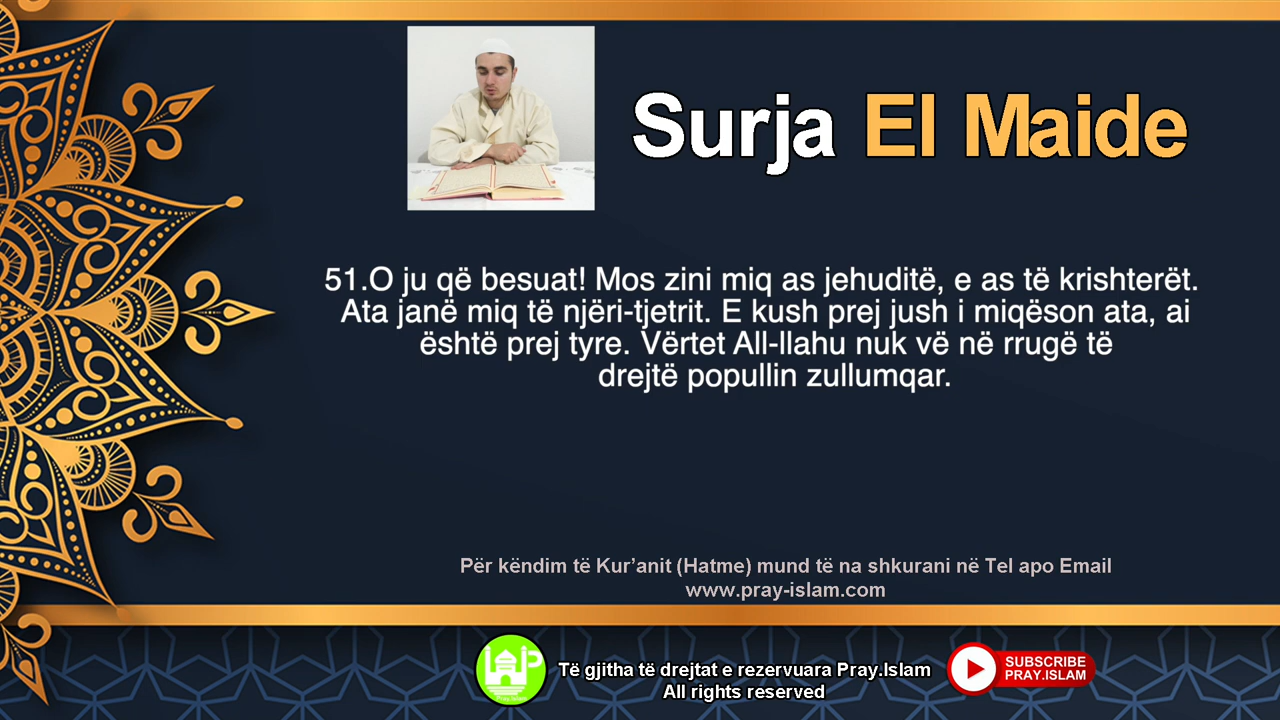 Surja El Maide
51.O ju që besuat! Mos zini miq as jehuditë, e as të krishterët.
Ata janë miq të njëri-tjetrit. E kush prej jush i miqëson ata, ai
është prej tyre. Vërtet All-llahu nuk vë në rrugë të
drejtë popullin zullumqar.
Për këndim të Kur’anit (Hatme) mund të na shkurani në Tel apo Email
www.pray-islam.com
Pray.Islam
Të gjitha të drejtat e rezervuara Pray.Islam
All rights reserved
SUBSCRIBE
PRAY.ISLAM